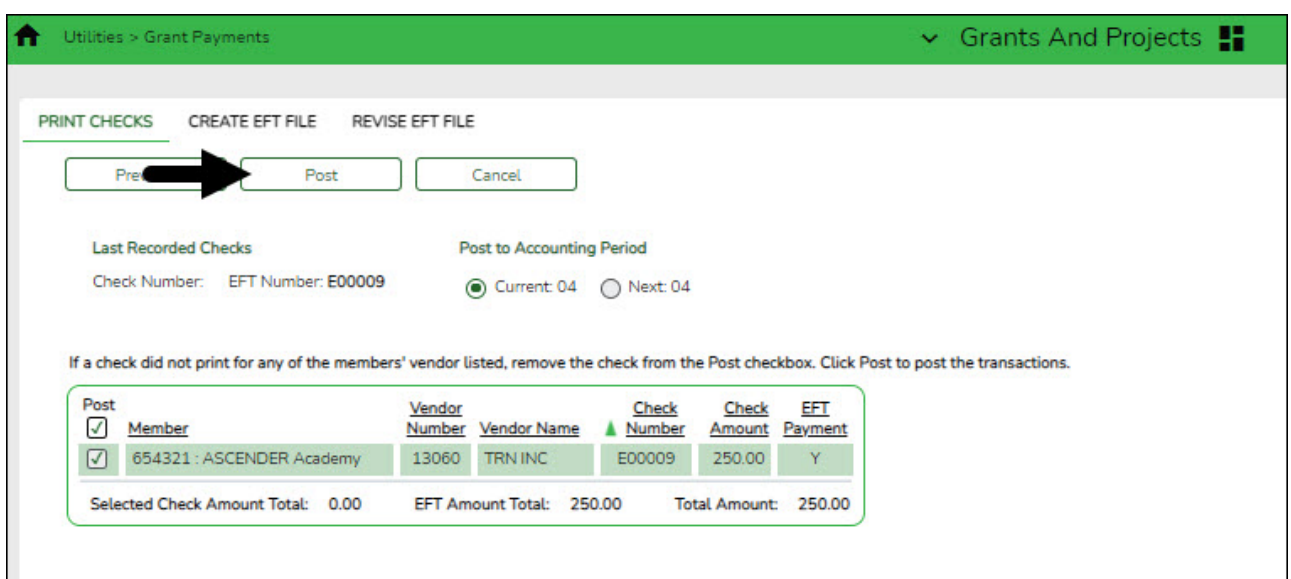 Utilities > Grant Payments
Grants And Projects
PRINT CHECKS CREATE EFT FILE REVISE EFT FILE
Post Cancel
Last Recorded Checks Post to Accounting Period
Check Number: EFT Number: E00009 Current: 04 Next: 04
If a check did not print for any of the members' vendor listed, remove the check from the Post checkbox. Click Post to post the transactions.
Post Vendor Check Check EFT
Member Number Vendor Name Number Amount Payment
654321 : ASCENDER Academy 13060 TRN INC E00009 250.00 Y
Selected Check Amount Total: 0.00 EFT Amount Total: 250.00 Total Amount: 250.00